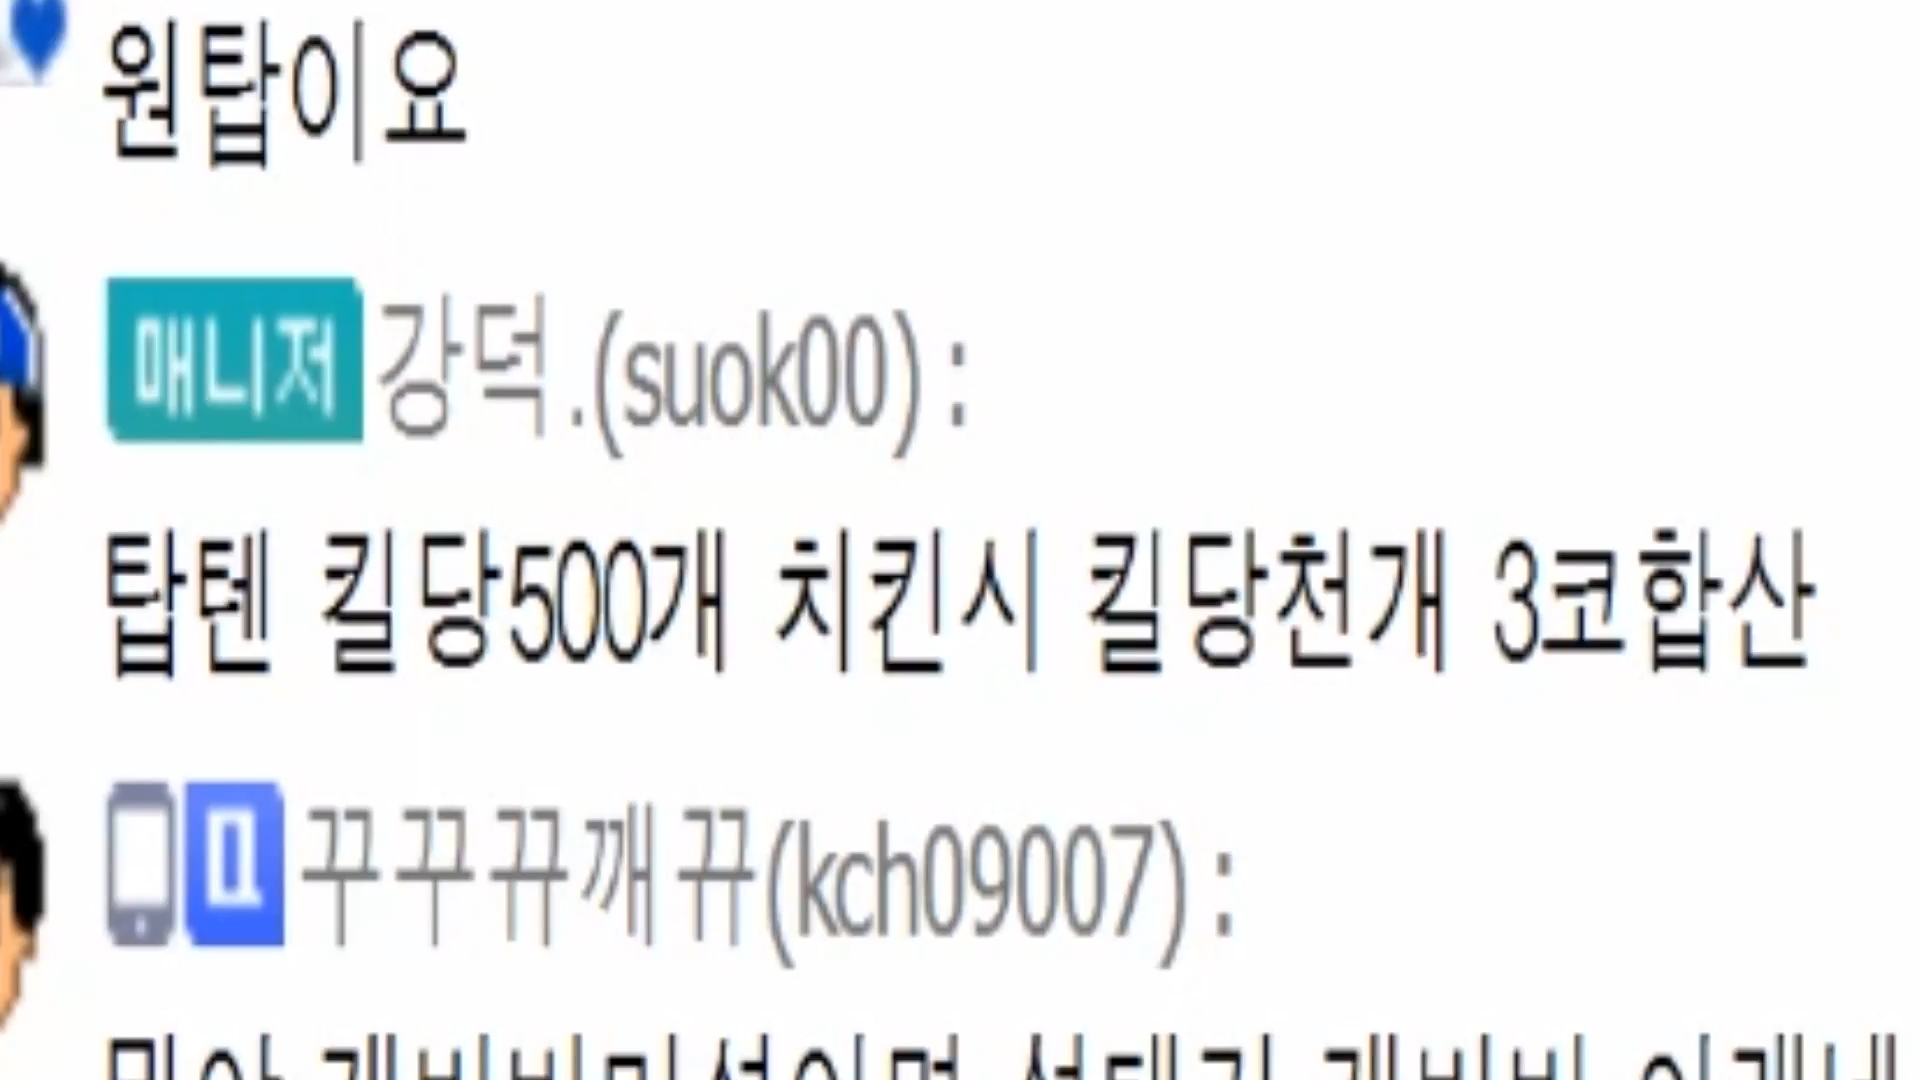 원탑이요
매니저 강덕.(suok00) :
탑텐 킬당500개 치킨시 킬당천개 3코합산
꾸꾸뀨깨뀨(kch09007) :